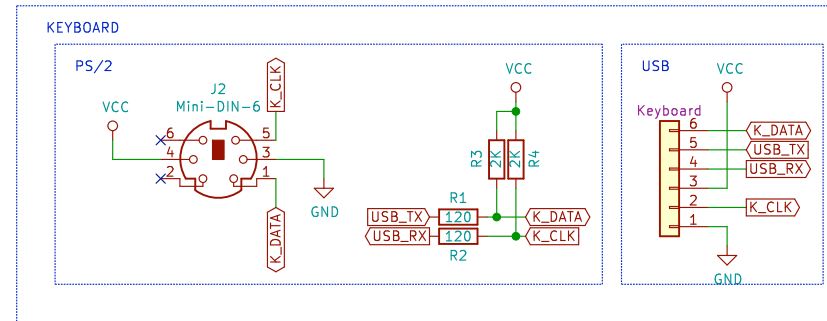 KEYBOARD
PS/2
J2
Mini-DIN-6
VCC
K_CLK
6
5
4
3
2
1
GND
K_DATA
VCC
R3
2K
2K
R4
R1
USB_TX
120
K_DATA
USB_RX
120
K_CLK
R2
USB
VCC
Keyboard
6
K_DATA
5
USB_TX
4
USB_RX
3
2
K_CLK
1
GND